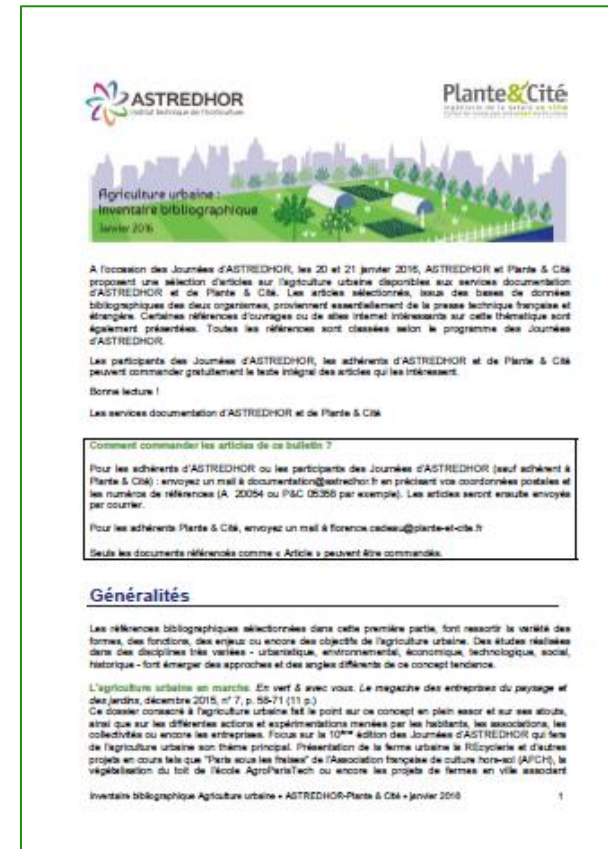 ASTREDHOR
Institut technique de l'horticulture
Plante&Cité
Ingénierie de la nature en ville
Agriculture urbaine :
Inventaire bibliographique
Janvier 2016
A l'occasion des Journées d'ASTREDHOR, les 20 et 21 janvier 2016, ASTREDHOR et Plante & Cité
proposent une sélection d'articles sur l'agriculture urbaine disponibles aux services documentation
d'ASTREDHOR et de Plante & Cité. Les articles sélectionnés, issus des bases de données
bibliographiques des deux organismes, proviennent essentiellement de la presse technique française et
étrangère. Certaines références d'ouvrages ou de sites internet intéressants sur cette thématique sont
également présentées. Toutes les références sont classées selon le programme des Journées
d'ASTREDHOR.
Les participants des Journées d'ASTREDHOR, les adhérents d'ASTREDHOR et de Plante & Cité
peuvent commander gratuitement le texte intégral des articles qui les intéressent.
Bonne lecture !
Les services documentation d'ASTREDHOR et de Plante & Cité
Comment commander les articles de ce bulletin ?
Pour les adhérents d'ASTREDHOR ou les participants des Journées d'ASTREDHOR (sauf adhérent à
Plante & Cité) : envoyez un mail à documentation@astredhor.fr en précisant vos coordonnées postales et
les numéros de références (A 20054 ou P&C 05358 par exemple). Les articles seront ensuite envoyés
par courrier.
Pour les adhérents Plante & Cité, envoyez un mail à florence.cadeau@plante-et-cite.fr
Seuls les documents référencés comme « Article » peuvent être commandés.
Généralités
Les références bibliographiques sélectionnées dans cette première partie, font ressortir la variété des
formes, des fonctions, des enjeux ou encore des objectifs de l'agriculture urbaine. Des études réalisées
dans des disciplines très variées - urbanistique, environnemental, économique, technologique, social,
historique - font émerger des approches et des angles différents de ce concept tendance.
L'agriculture urbaine en marche. En vert & avec vous. Le magazine des entreprises du paysage et
des jardins, décembre 2015, n° 7, p. 58-71 (11 p.)
Ce dossier consacré à l'agriculture urbaine fait le point sur ce concept en plein essor et sur ses atouts,
ainsi que sur les différentes actions et expérimentations menées par les habitants, les associations, les
collectivités ou encore les entreprises. Focus sur la 10ème édition des Journées d'ASTREDHOR qui fera
de l'agriculture urbaine son thème principal. Présentation de la ferme urbaine la REcyclerie et d'autres
projets en cours tels que "Paris sous les fraises" de l'Association française de culture hors-sol (AFCH), la
végétalisation du toit de l'école AgroParisTech ou encore les projets de fermes en ville associant
Inventaire bibliographique Agriculture urbaine • ASTREDHOR-Plante & Cité • janvier 2016 1